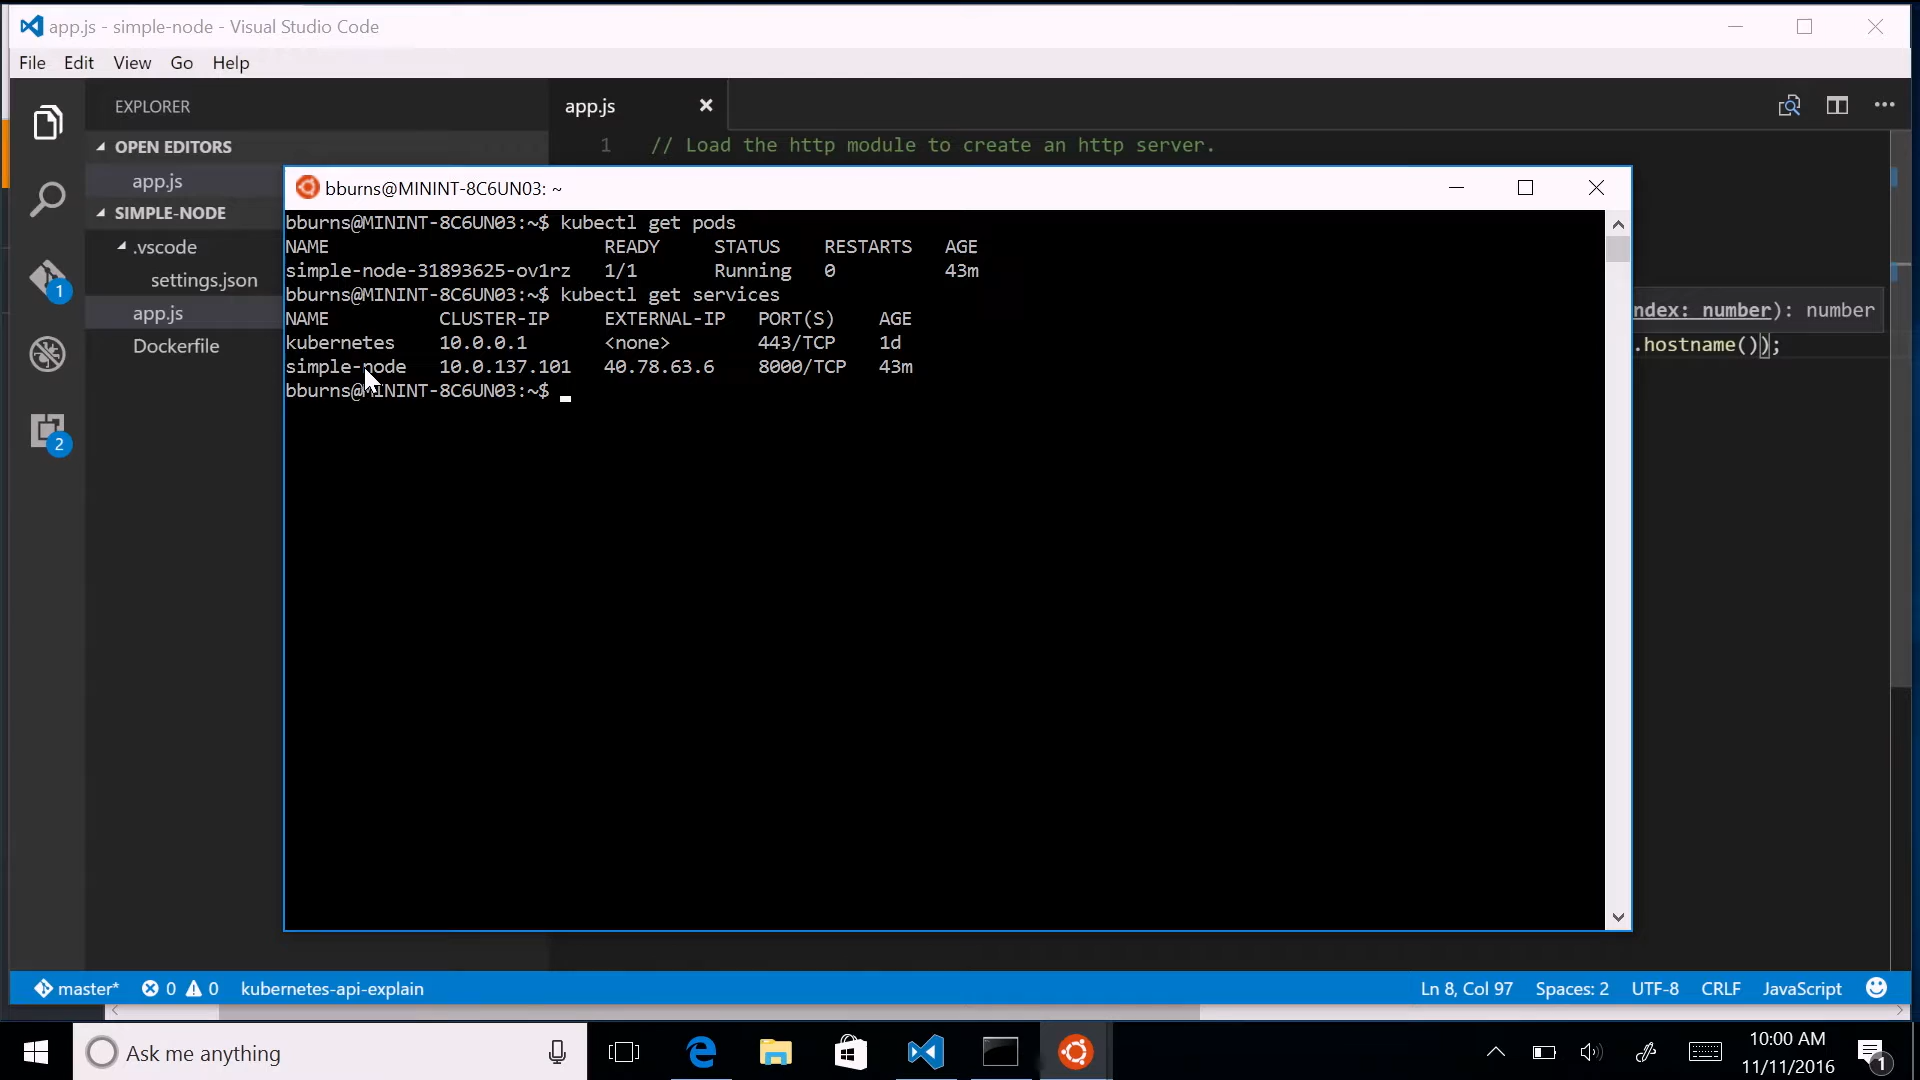 app.js - simple-node - Visual Studio Code
File Edit View Go Help
EXPLORER
app.js
OPEN EDITORS
1 // Load the http module to create an http server.
app.js
bburns@MININT-8C6UN03: ~
SIMPLE-NODE
.vscode
settings.json
app.js
Dockerfile
1
2
bburns@MININT-8C6UN03:~$ kubectl get pods
NAME READY STATUS RESTARTS AGE
simple-node-31893625-ov1rz 1/1 Running 0 43m
bburns@MININT-8C6UN03:~$ kubectl get services
NAME CLUSTER-IP EXTERNAL-IP PORT(S) AGE
kubernetes 10.0.0.1 <none> 443/TCP 1d
simple-node 10.0.137.101 40.78.63.6 8000/TCP 43m
bburns@MININT-8C6UN03:~$
ndex: number): number
.hostname());
master* 0 0 kubernetes-api-explain Ln 8, Col 97 Spaces: 2 UTF-8 CRLF JavaScript
Ask me anything
10:00 AM
11/11/2016
1